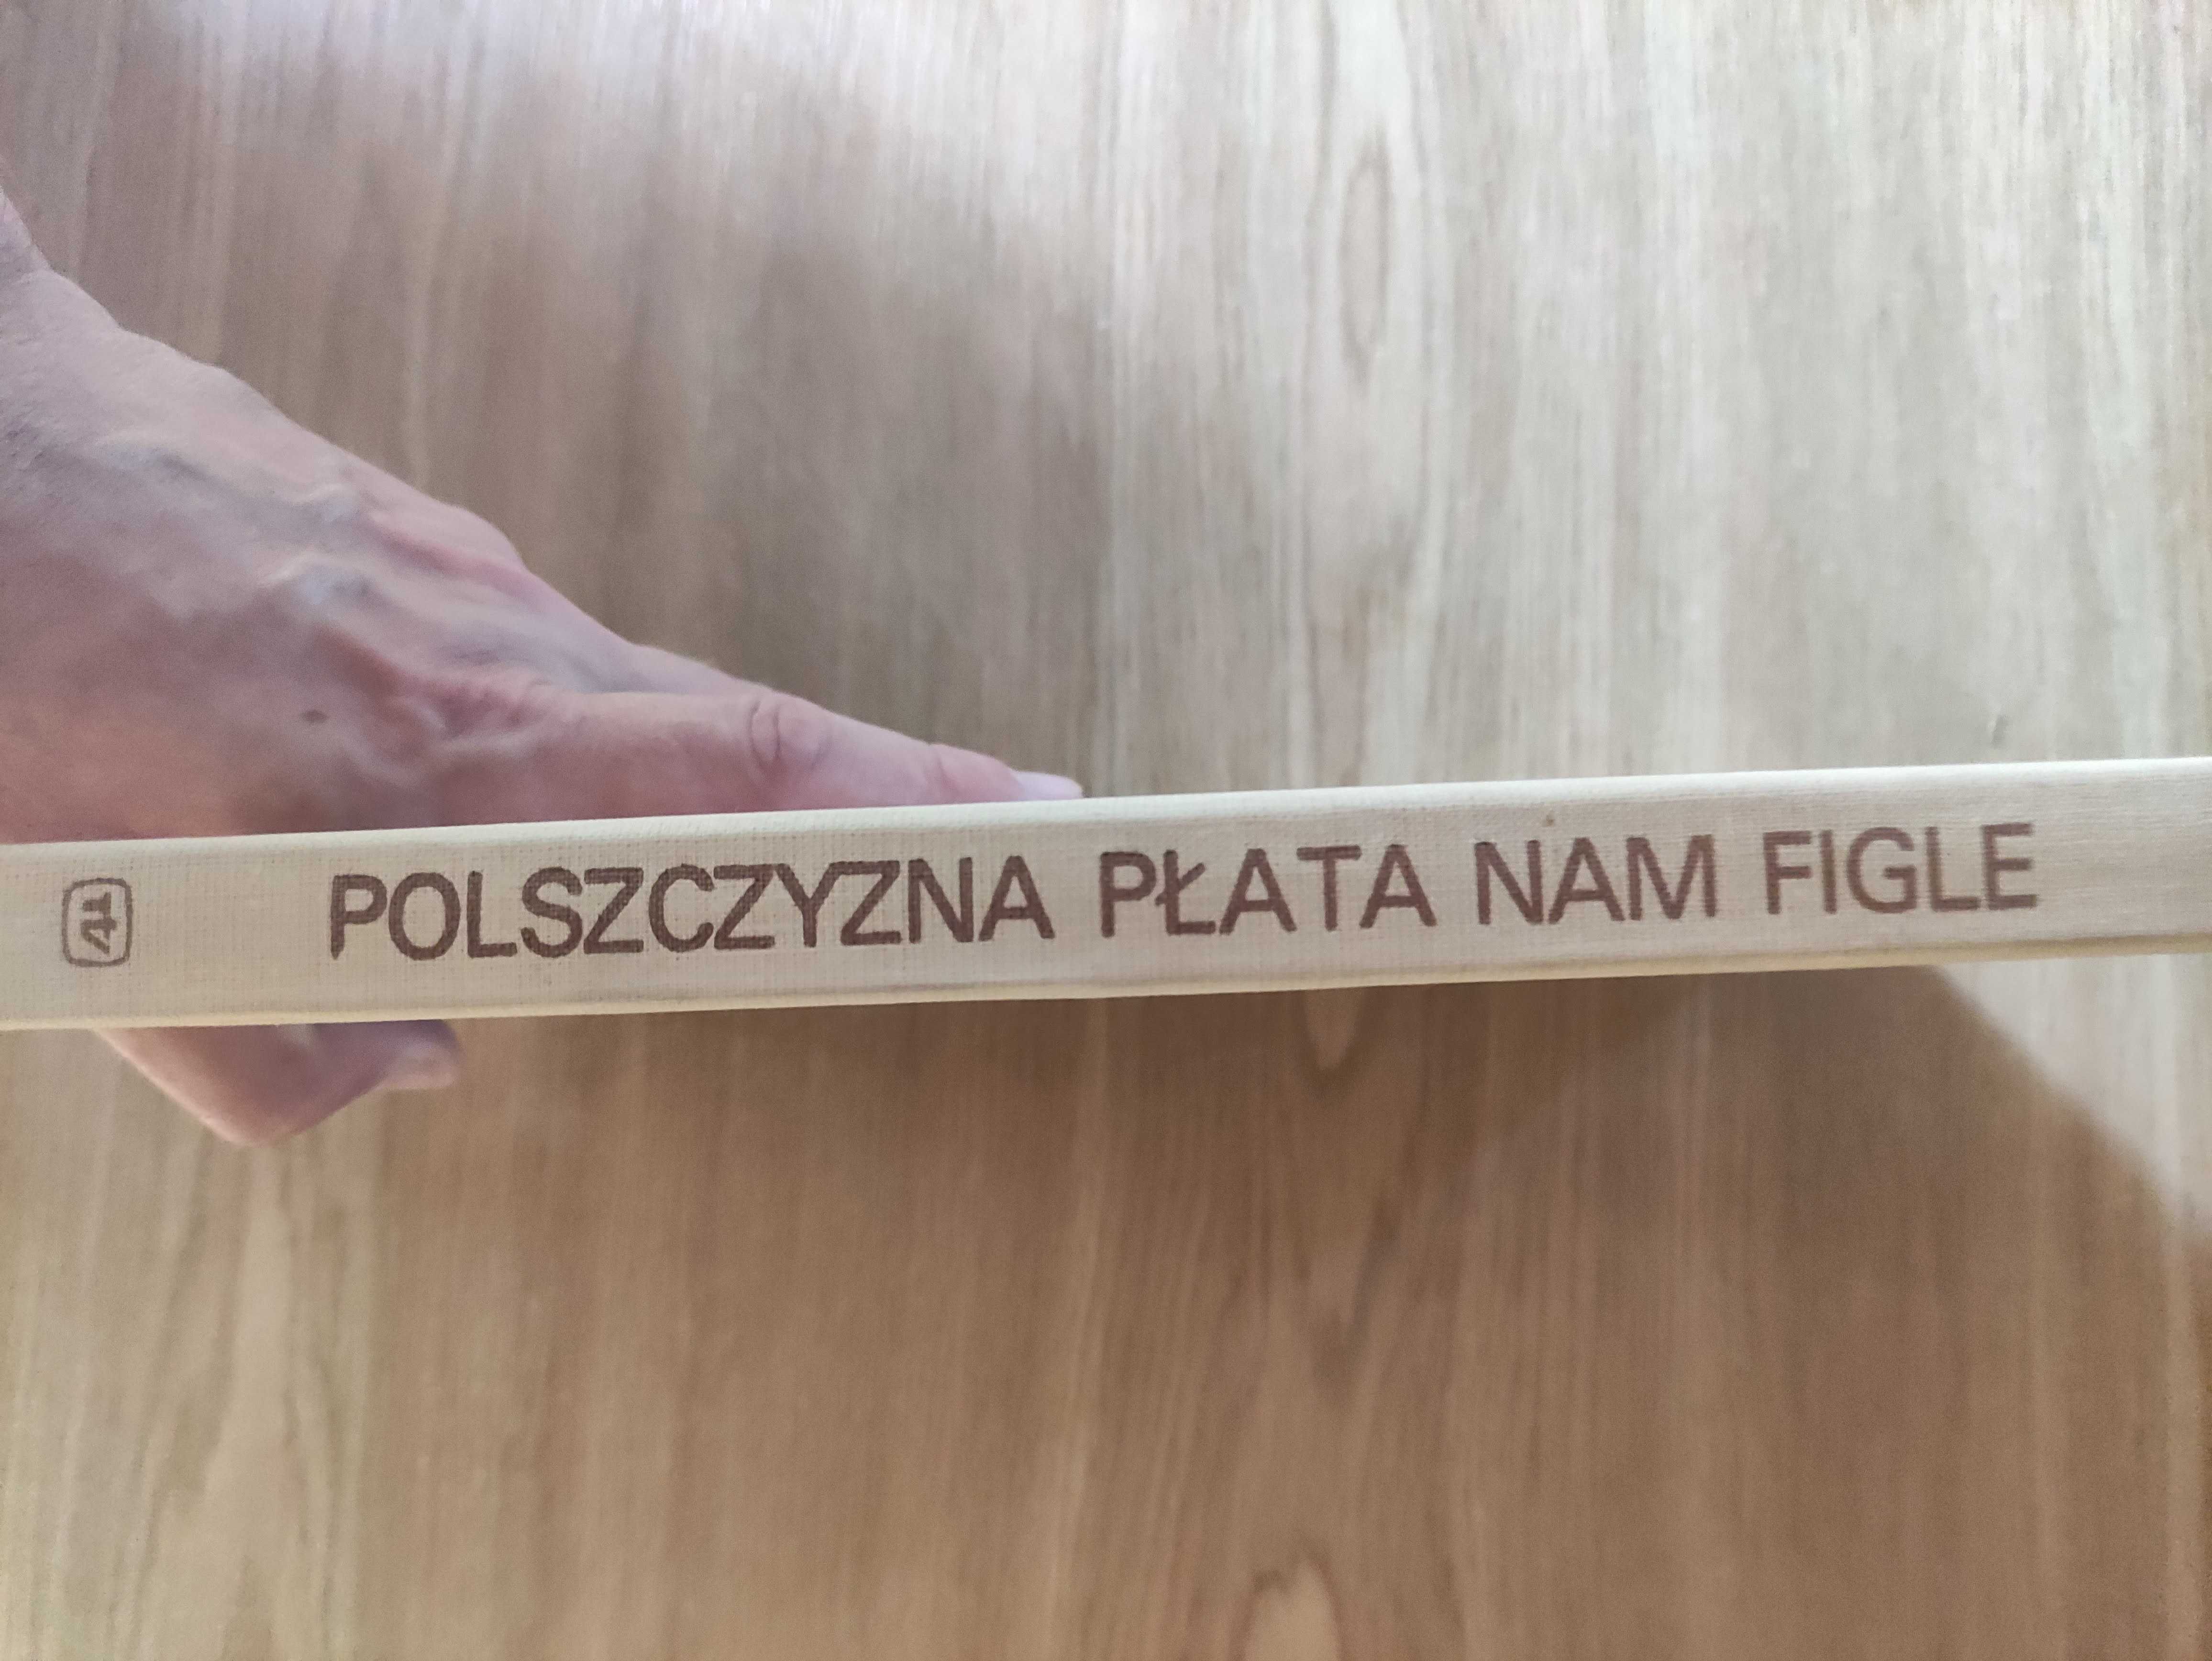 POLSZCZYZNA PŁATA NAM FIGLE